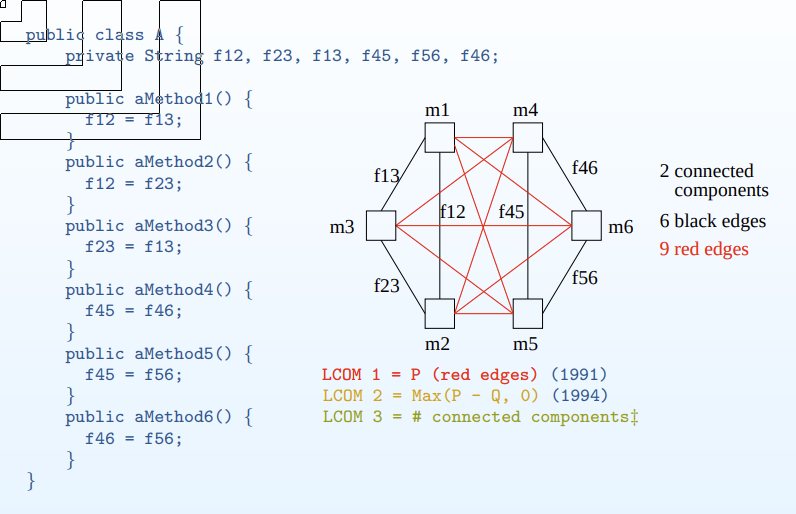 public class A {
private String f12, f23, f13, f45, f56, f46;
public aMethod1() {
f12 = f13;
}
public aMethod2() {
f12 = f23;
}
public aMethod3() {
f23 = f13;
}
public aMethod4() {
f45 = f46;
}
public aMethod5() {
f45 = f56;
}
public aMethod6() {
f46 = f56;
}
}
m1
m4
f13
f46
m3
f12
f45
m6
f23
f56
m2
m5
2 connected
components
6 black edges
9 red edges
LCOM 1 = P (red edges) (1991)
LCOM 2 = Max(P - Q, 0) (1994)
LCOM 3 = # connected components‡